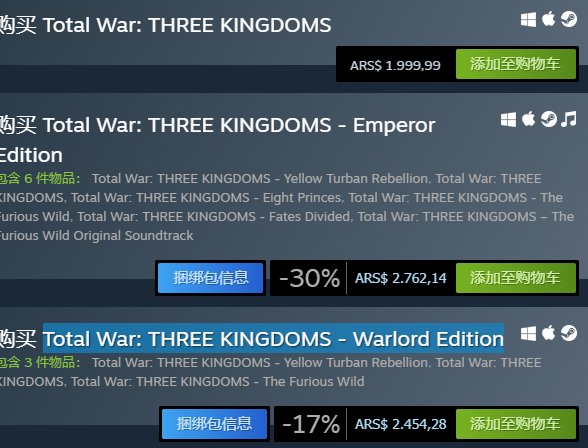 购买 Total War: THREE KINGDOMS
ARS$ 1.999,99
添加至购物车
购买 Total War: THREE KINGDOMS - Emperor
Edition
包含 6 件物品： Total War: THREE KINGDOMS - Yellow Turban Rebellion, Total War: THREE
KINGDOMS, Total War: THREE KINGDOMS - Eight Princes, Total War: THREE KINGDOMS - The
Furious Wild, Total War: THREE KINGDOMS - Fates Divided, Total War: THREE KINGDOMS – The
Furious Wild Original Soundtrack
捆绑包信息
-30%
ARS$ 2.762,14
添加至购物车
购买 Total War: THREE KINGDOMS - Warlord Edition
包含 3 件物品： Total War: THREE KINGDOMS - Yellow Turban Rebellion, Total War: THREE
KINGDOMS, Total War: THREE KINGDOMS - The Furious Wild
捆绑包信息
-17%
ARS$ 2.454,28
添加至购物车